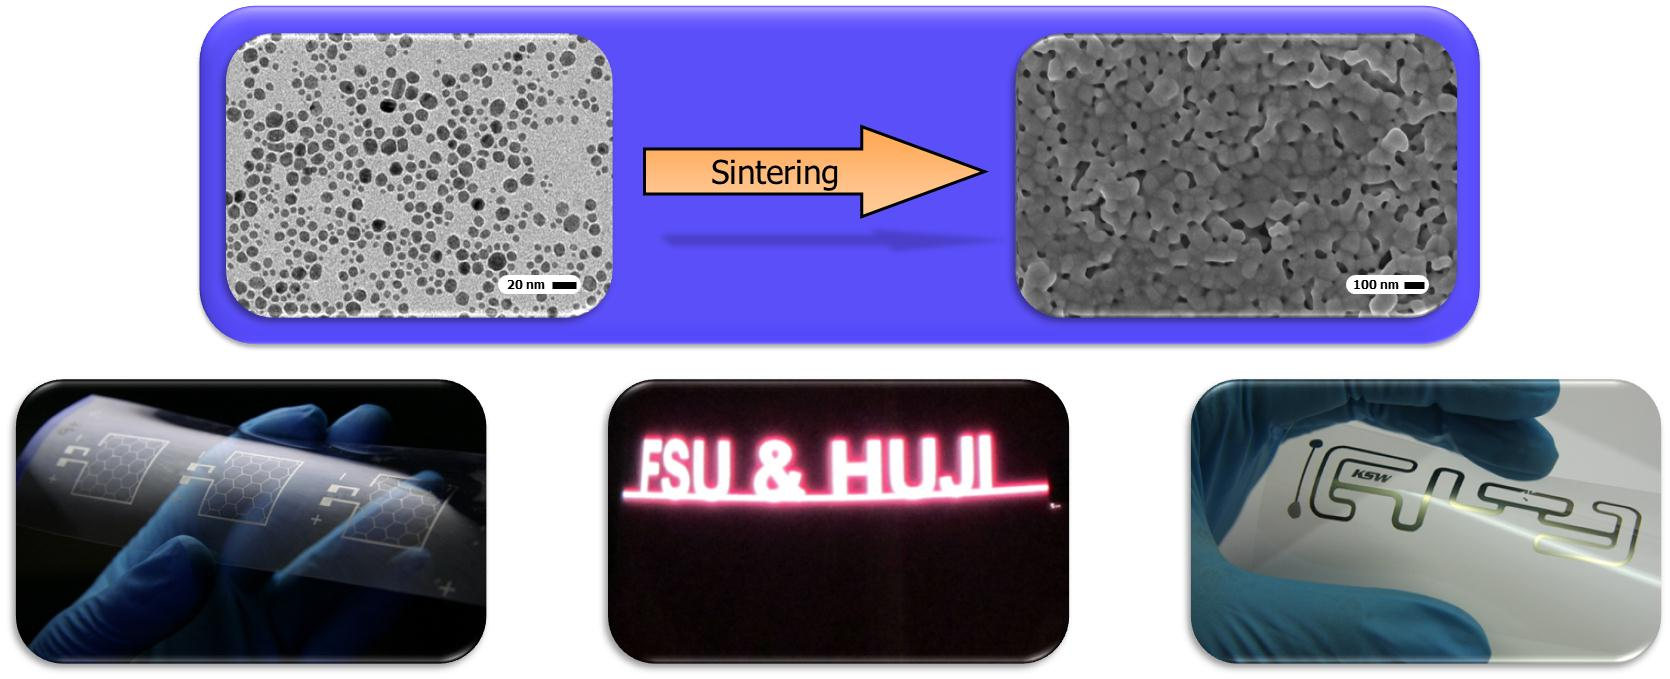 Sintering
20 nm
100 nm
FSU & HUJI
KSW